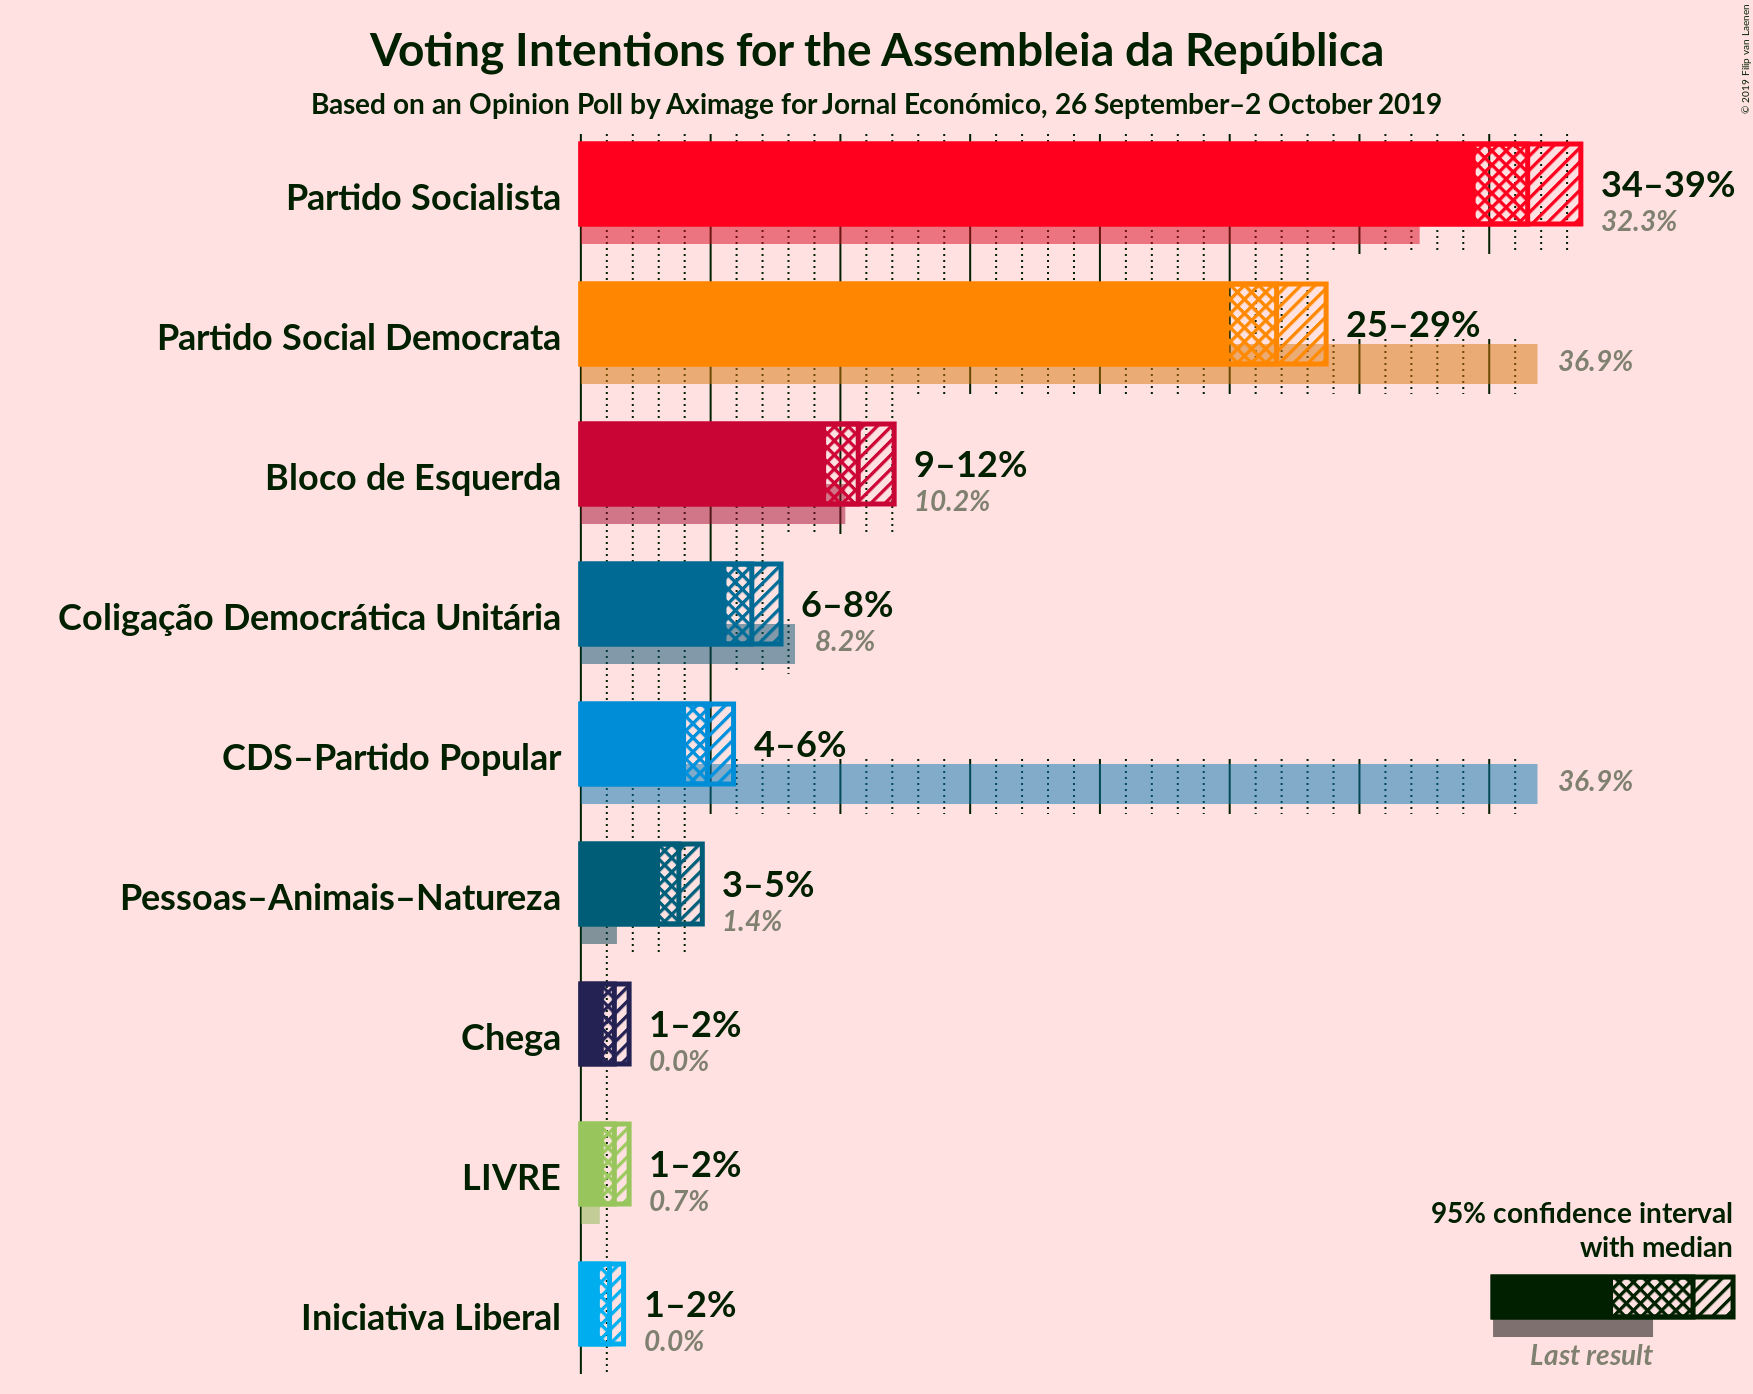 Voting Intentions for the Assembleia da República
Based on an Opinion Poll by Aximage for Jornal Económico, 26 September–2 October 2019
© 2019 Filip van Laenen
Partido Socialista
34–39%
32.3%
Partido Social Democrata
25–29%
36.9%
Bloco de Esquerda
9–12%
10.2%
Coligação Democrática Unitária
6–8%
8.2%
CDS–Partido Popular
4–6%
36.9%
Pessoas–Animais–Natureza
3–5%
1.4%
Chega
1–2%
0.0%
LIVRE
1–2%
0.7%
Iniciativa Liberal
1–2%
0.0%
95% confidence interval
with median
Last result